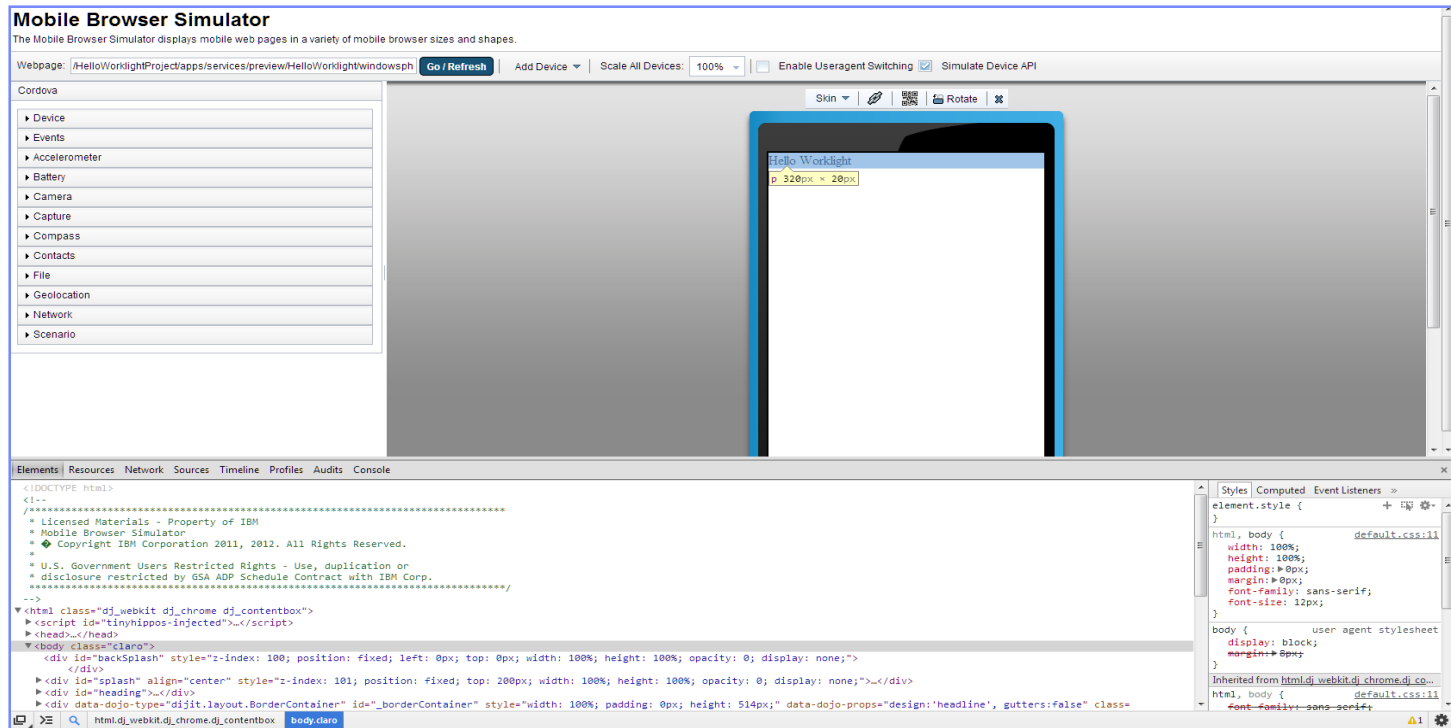 Mobile Browser Simulator
The Mobile Browser Simulator displays mobile web pages in a variety of mobile browser sizes and shapes.
Webpage: /HelloWorklightProject/apps/services/preview/HelloWorklight/windowsph Go / Refresh Add Device Scale All Devices: 100% Enable Useragent Switching Simulate Device API
Cordova
Skin Rotate
Device
Events
Accelerometer
Battery
Camera
Capture
Compass
Contacts
File
Geolocation
Network
Scenario
Hello Worklight
p 320px × 20px
Elements Resources Network Sources Timeline Profiles Audits Console
<!DOCTYPE html>
<!--
/******************************************************************************
* Licensed Materials - Property of IBM
* Mobile Browser Simulator
* � Copyright IBM Corporation 2011, 2012. All Rights Reserved.
*
* U.S. Government Users Restricted Rights - Use, duplication or
* disclosure restricted by GSA ADP Schedule Contract with IBM Corp.
******************************************************************************/
-->
<html class="dj_webkit dj_chrome dj_contentbox">
<script id="tinyhippos-injected">…</script>
<head>…</head>
<body class="claro">
<div id="backSplash" style="z-index: 100; position: fixed; left: 0px; top: 0px; width: 100%; height: 100%; opacity: 0; display: none;">
</div>
<div id="splash" align="center" style="z-index: 101; position: fixed; top: 200px; width: 100%; height: 100%; opacity: 0; display: none;">…</div>
<div id="heading">…</div>
<div data-dojo-type="dijit.layout.BorderContainer" id="_borderContainer" style="width: 100%; padding: 0px; height: 514px;" data-dojo-props="design:'headline', gutters:false" class=
html.dj_webkit.dj_chrome.dj_contentbox body.claro
Styles Computed Event Listeners »
element.style {
}
html, body { default.css:11
width: 100%;
height: 100%;
padding: 0px;
margin: 0px;
font-family: sans-serif;
font-size: 12px;
}
body { user agent stylesheet
display: block;
margin: 8px;
}
Inherited from html.dj_webkit.dj_chrome.dj_co…
html, body { default.css:11
font-family: sans-serif;
1